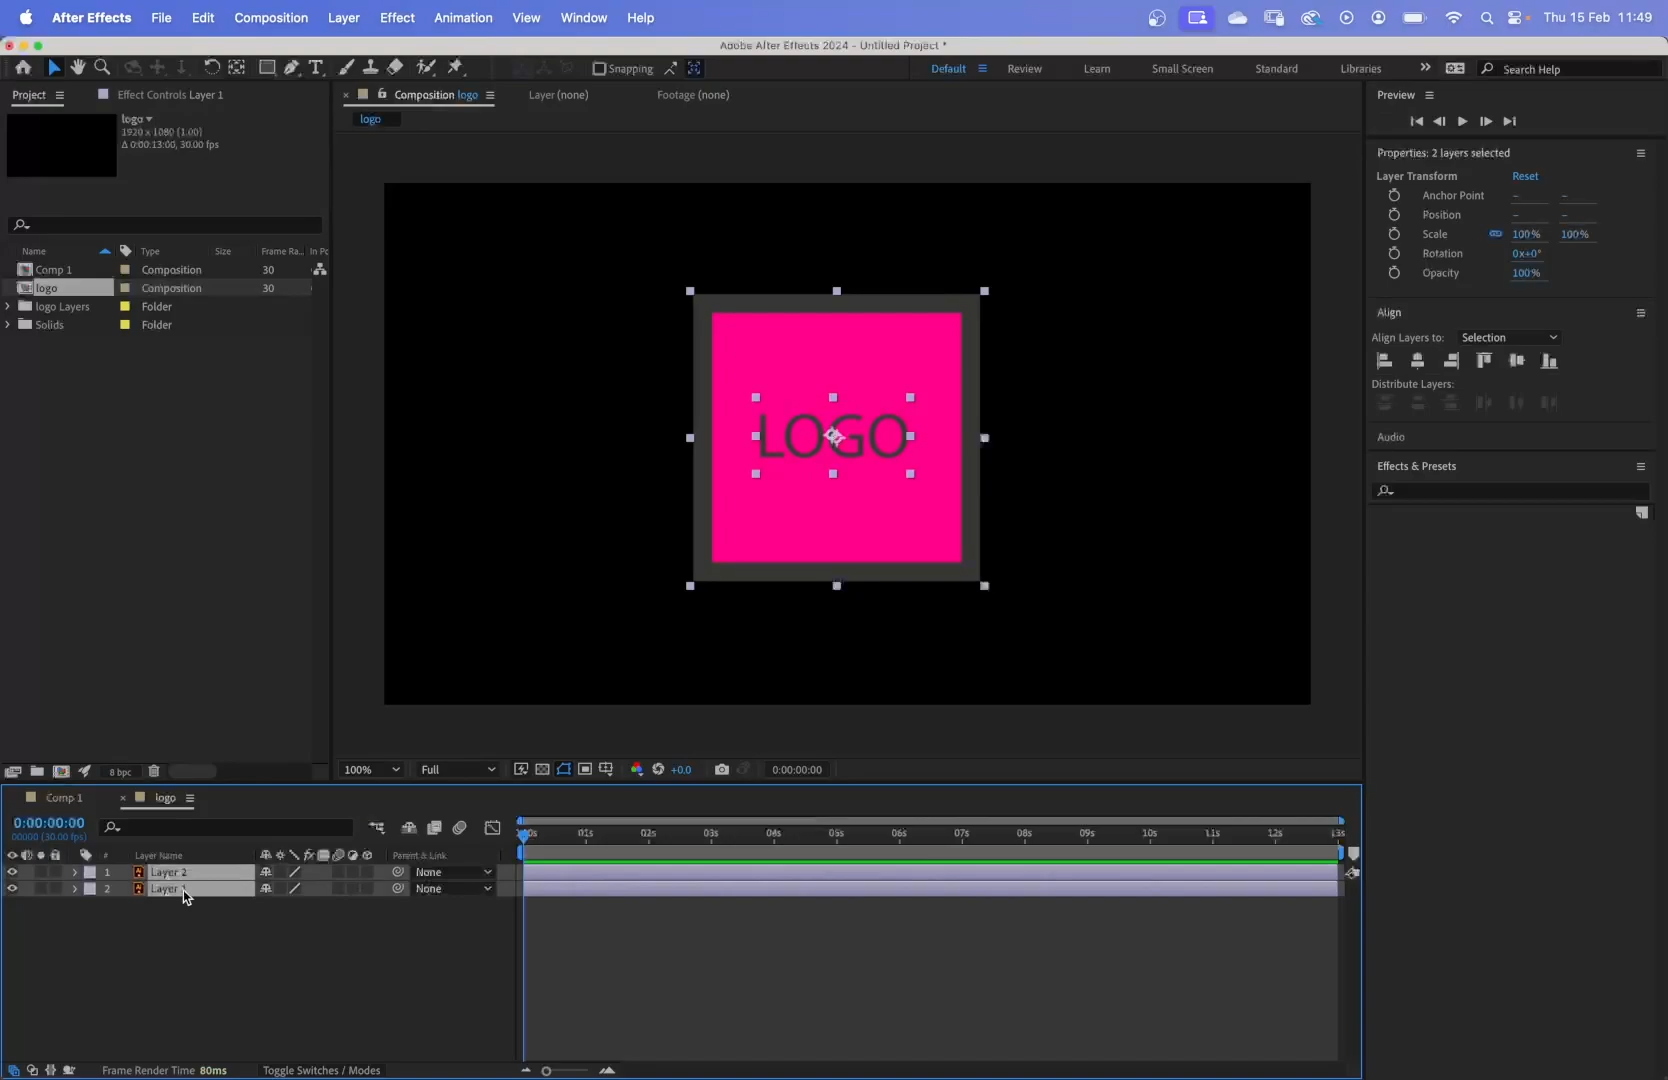 After Effects File Edit Composition Layer Effect Animation View Window Help Thu 15 Feb 11:49
Adobe After Effects 2024 - Untitled Project *
Snapping Default Review Learn Small Screen Standard Libraries Search Help
Project Effect Controls Layer 1
logo
1920 x 1080 (1.00)
Δ 0:00:13:00, 30.00 fps
Name Type Size Frame Ra... In Po
Comp 1 Composition 30
logo Composition 30
logo Layers Folder
Solids Folder
8 bpc
Composition logo Layer (none) Footage (none)
logo
LOGO
100% Full +0.0 0:00:00:00
Preview
Properties: 2 layers selected
Layer Transform Reset
Anchor Point – –
Position – –
Scale 100% 100%
Rotation 0x+0°
Opacity 100%
Align
Align Layers to: Selection
Distribute Layers:
Audio
Effects & Presets
Comp 1 logo
0:00:00:00
00000 (30.00 fps)
01s 02s 03s 04s 05s 06s 07s 08s 09s 10s 11s 12s 13s
# Layer Name Parent & Link
1 Layer 2 None
2 Layer None
Frame Render Time 80ms Toggle Switches / Modes